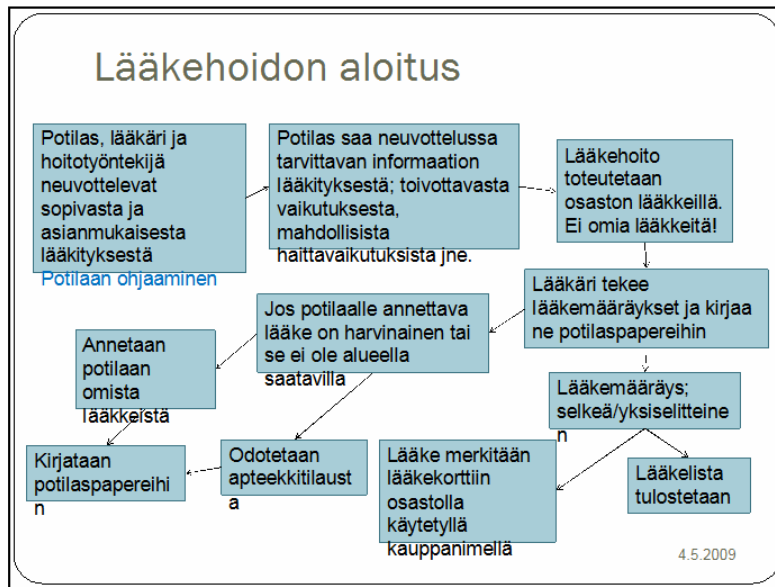 Lääkehoidon aloitus
Potilas, lääkäri ja
hoitotyöntekijä
neuvottelevat
sopivasta ja
asianmukaisesta
lääkityksestä
Potilaan ohjaaminen
Potilas saa neuvottelussa
tarvittavan informaation
lääkityksestä; toivottavasta
vaikutuksesta,
mahdollisista
haittavaikutuksista jne.
Lääkehoito
toteutetaan
osaston lääkkeillä.
Ei omia lääkkeitä!
Lääkäri tekee
lääkemääräykset ja kirjaa
ne potilaspapereihin
Jos potilaalle annettava
lääke on harvinainen tai
se ei ole alueella
saatavilla
Annetaan
potilaan
omista
lääkkeistä
Lääkemääräys;
selkeä/yksiselitteine
n
Kirjataan
potilaspapereihi
n
Odotetaan
apteekkitilaust
a
Lääke merkitään
lääkekorttiin
osastolla
käytetyllä
kauppanimellä
Lääkelista
tulostetaan
4.5.2009